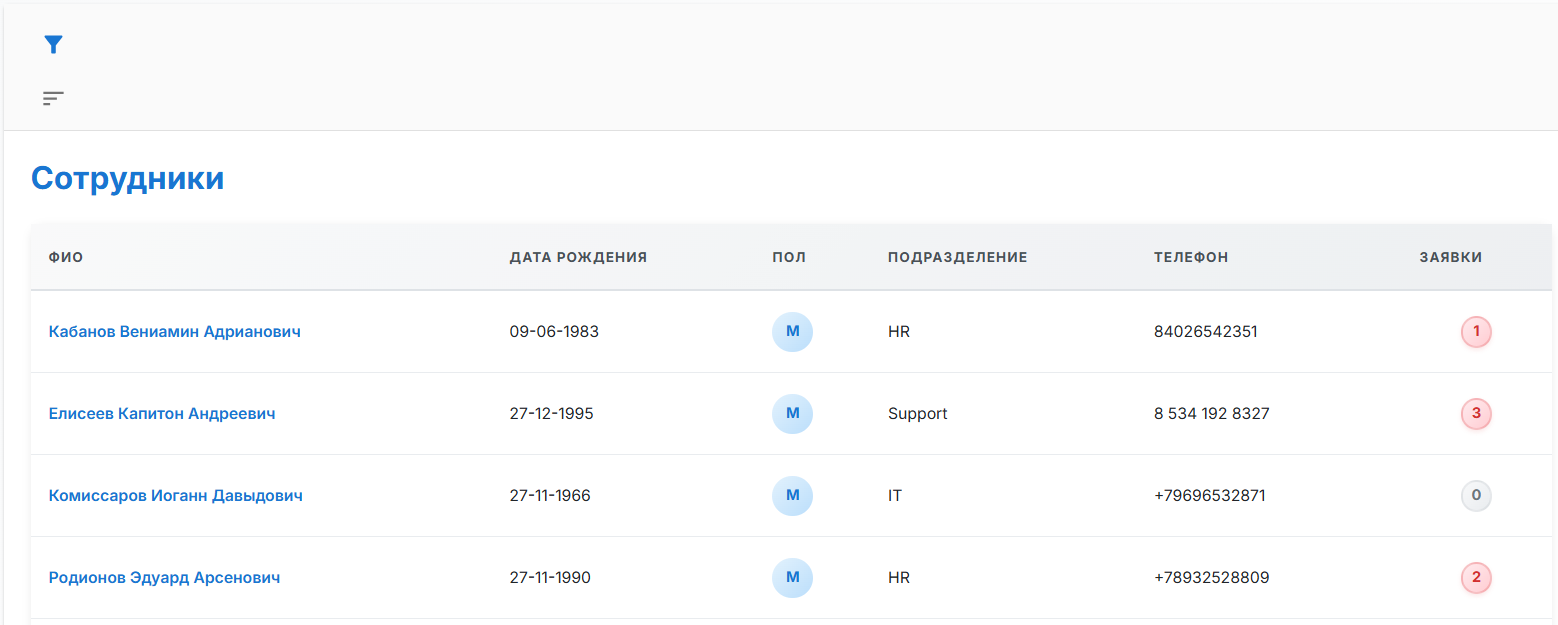 Сотрудники
ФИО ДАТА РОЖДЕНИЯ ПОЛ ПОДРАЗДЕЛЕНИЕ ТЕЛЕФОН ЗАЯВКИ
Кабанов Вениамин Адрианович 09-06-1983 М HR 84026542351 1
Елисеев Капитон Андреевич 27-12-1995 М Support 8 534 192 8327 3
Комиссаров Иоганн Давыдович 27-11-1966 М IT +79696532871 0
Родионов Эдуард Арсенович 27-11-1990 М HR +78932528809 2